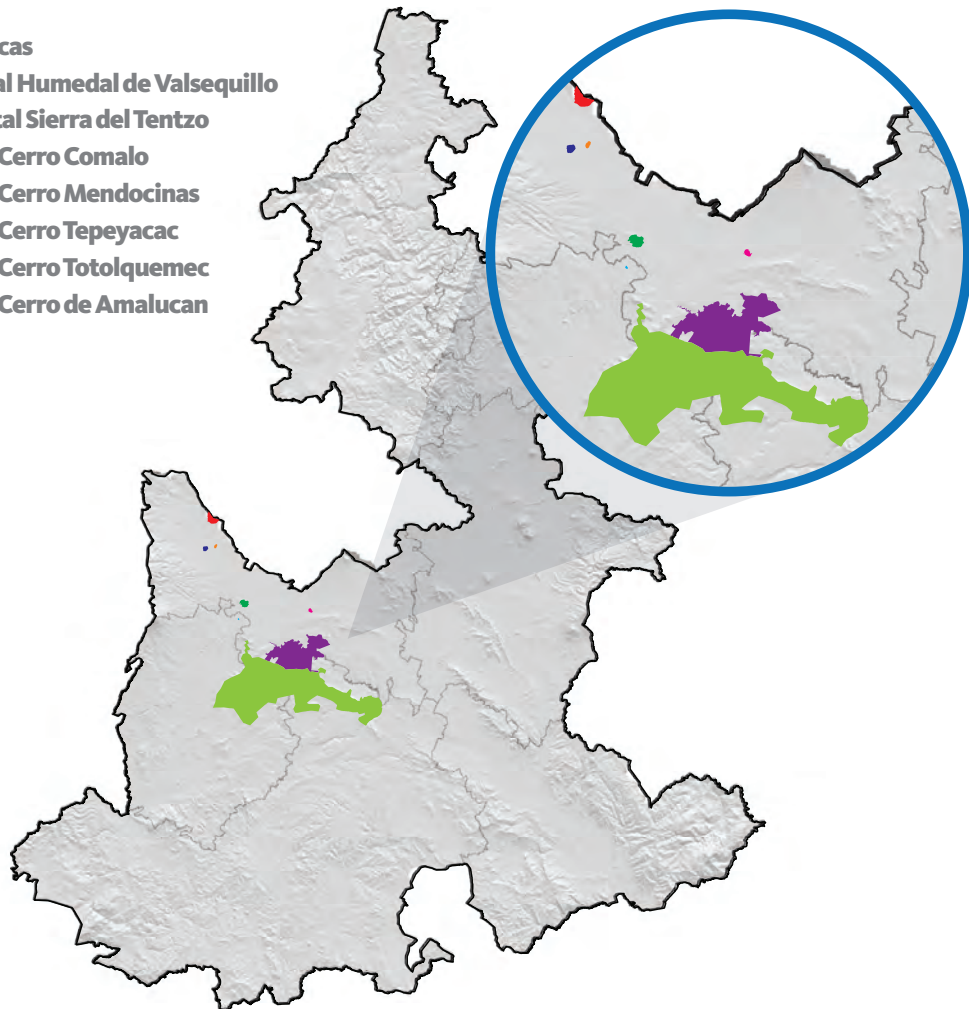 cas
al Humedal de Valsequillo
tal Sierra del Tentzo
Cerro Comalo
Cerro Mendocinas
Cerro Tepeyacac
Cerro Totolquemec
Cerro de Amalucan